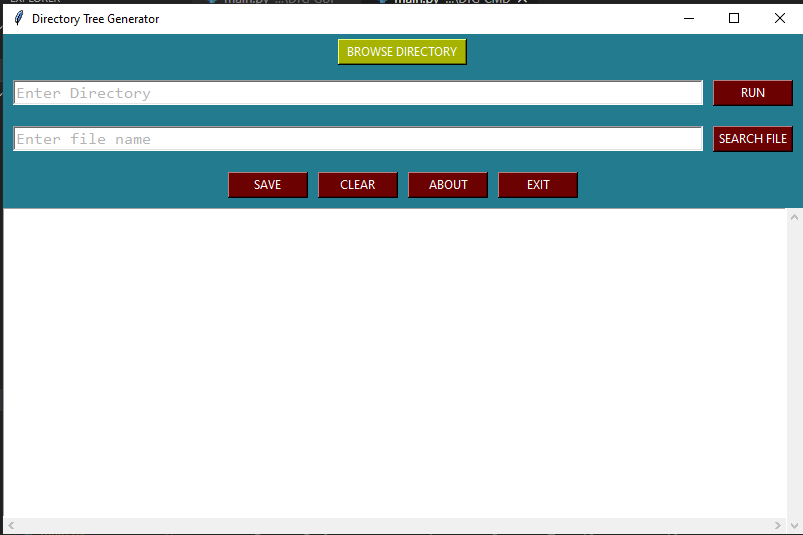 Directory Tree Generator
BROWSE DIRECTORY
Enter Directory
RUN
Enter file name
SEARCH FILE
SAVE CLEAR ABOUT EXIT